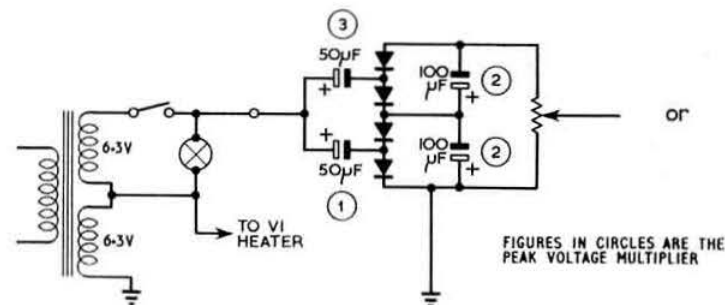 3
50µF
+
100
µF
+
2
6·3V
or
+
50µF
1
100
µF
+
2
6·3V
TO V1
HEATER
FIGURES IN CIRCLES ARE THE
PEAK VOLTAGE MULTIPLIER